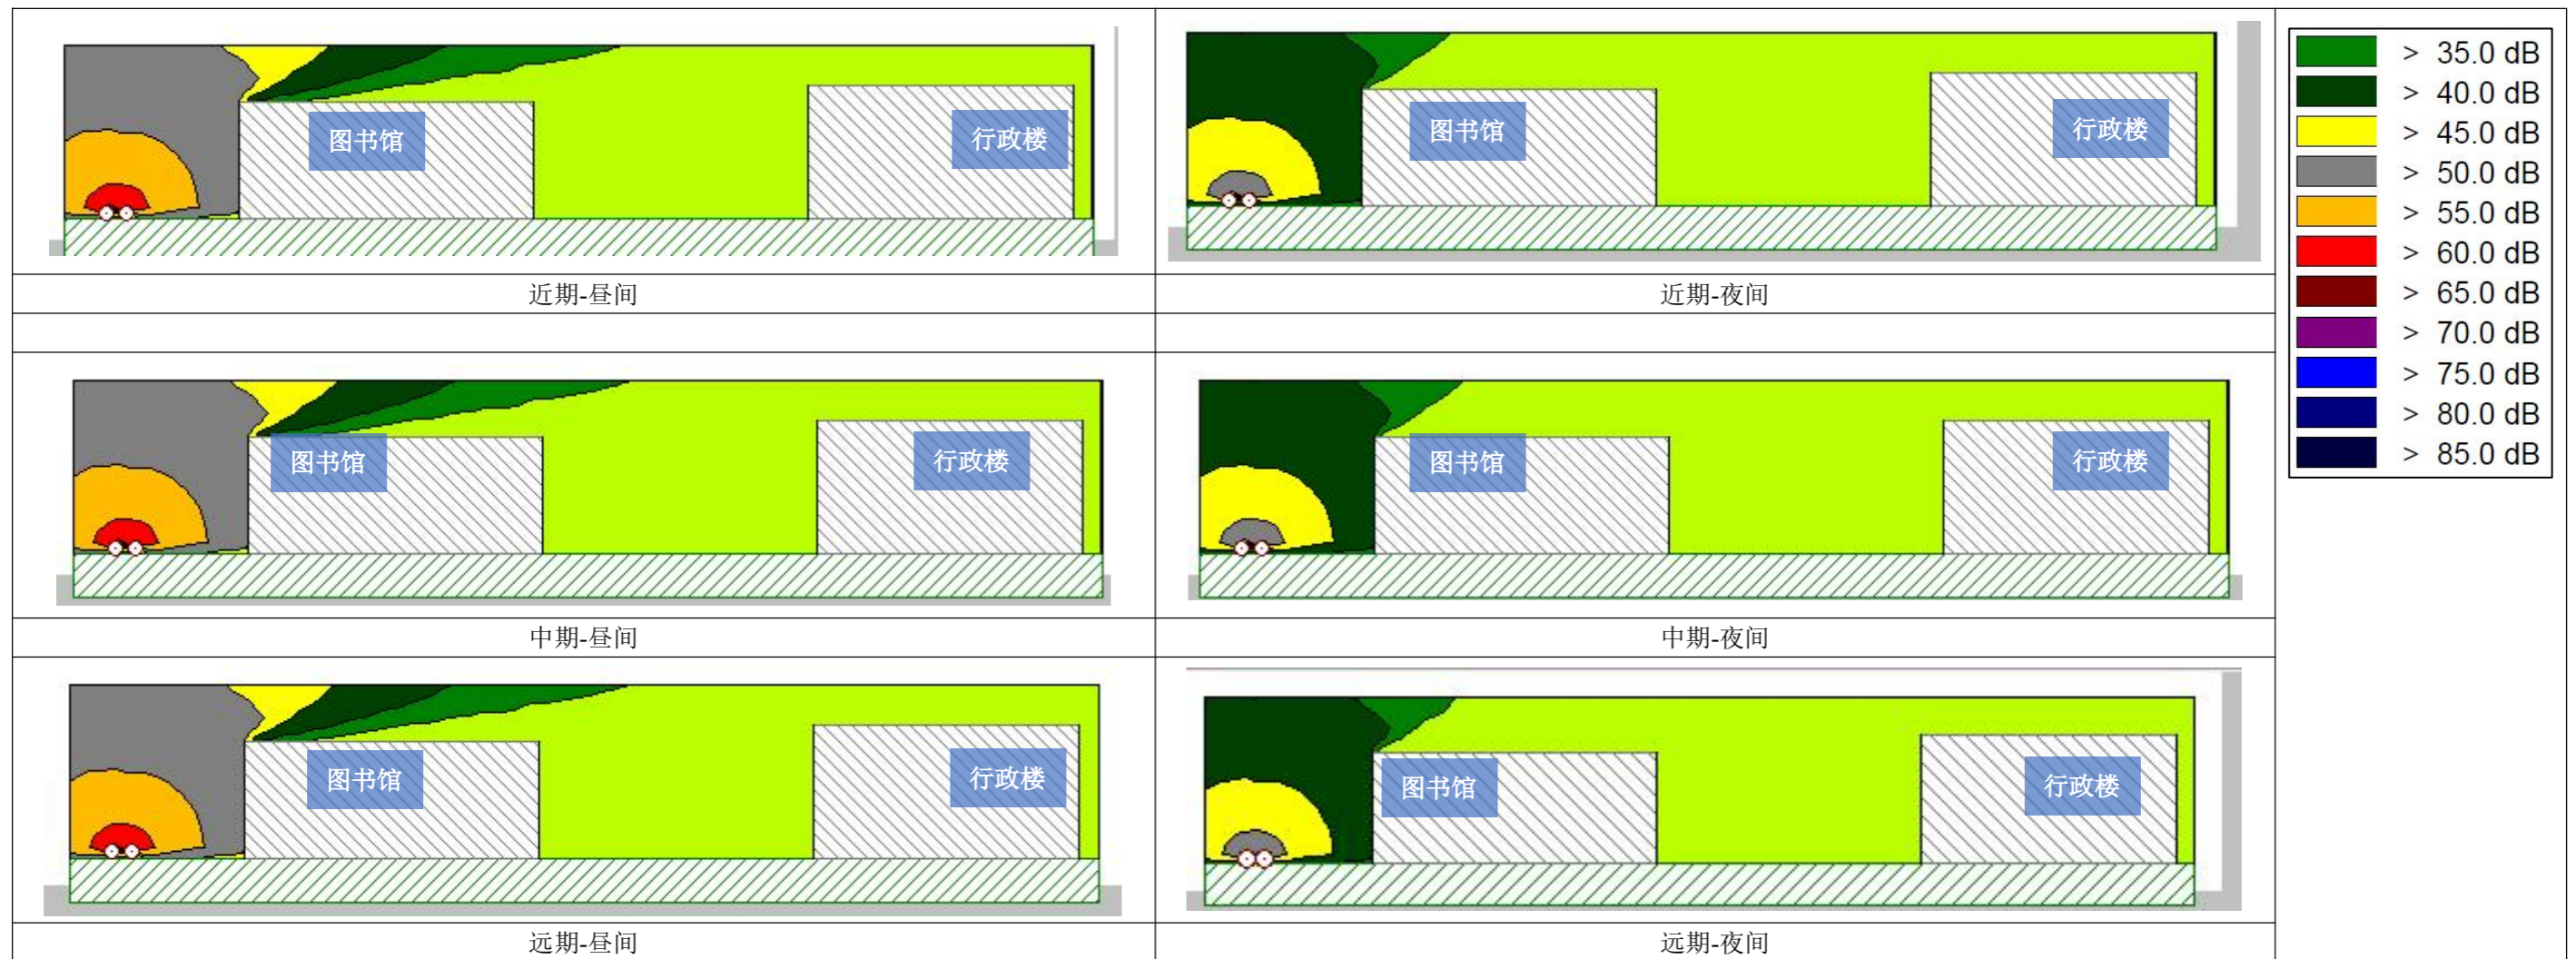 图书馆
行政楼
图书馆
行政楼
近期-昼间
近期-夜间
图书馆
行政楼
图书馆
行政楼
中期-昼间
中期-夜间
图书馆
行政楼
图书馆
行政楼
远期-昼间
远期-夜间
> 35.0 dB
> 40.0 dB
> 45.0 dB
> 50.0 dB
> 55.0 dB
> 60.0 dB
> 65.0 dB
> 70.0 dB
> 75.0 dB
> 80.0 dB
> 85.0 dB